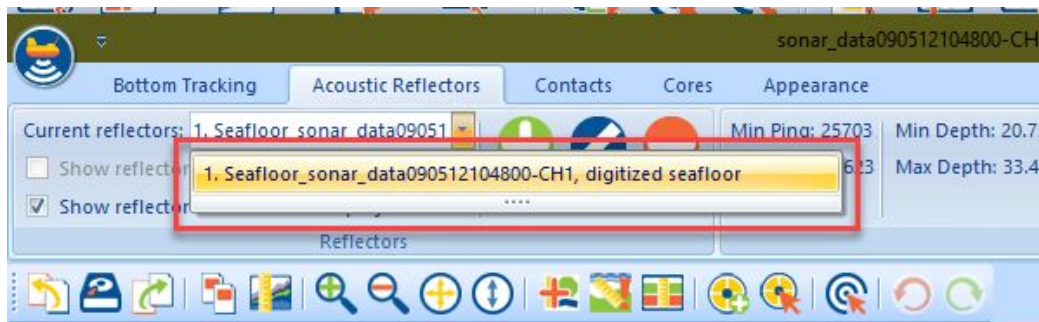 sonar_data090512104800-CH
Bottom Tracking Acoustic Reflectors Contacts Cores Appearance
Current reflectors: 1. Seafloor_sonar_data09051 Min Ping: 25703 Min Depth: 20.7
Show reflector 623 Max Depth: 33.4
1. Seafloor_sonar_data090512104800-CH1, digitized seafloor
Show reflector
Reflectors